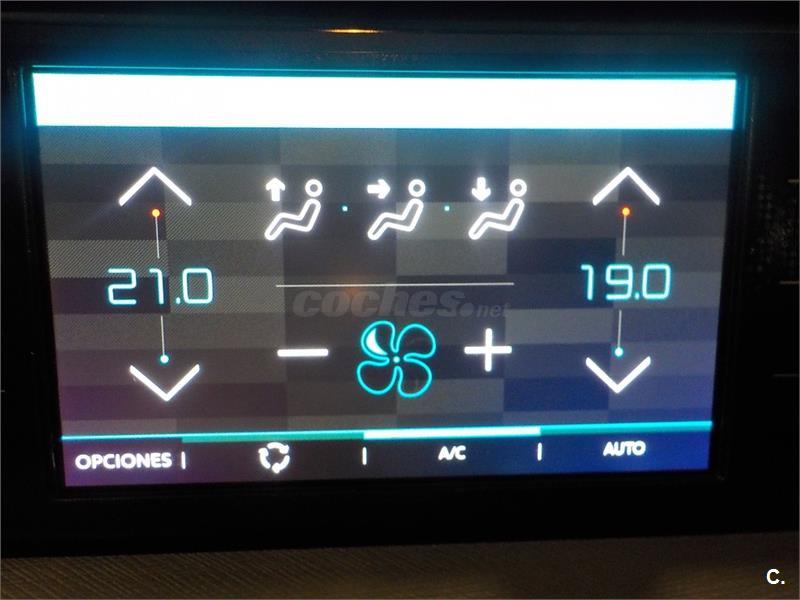 21.0
19.0
coches.net
OPCIONES | | A/C | AUTO
C.